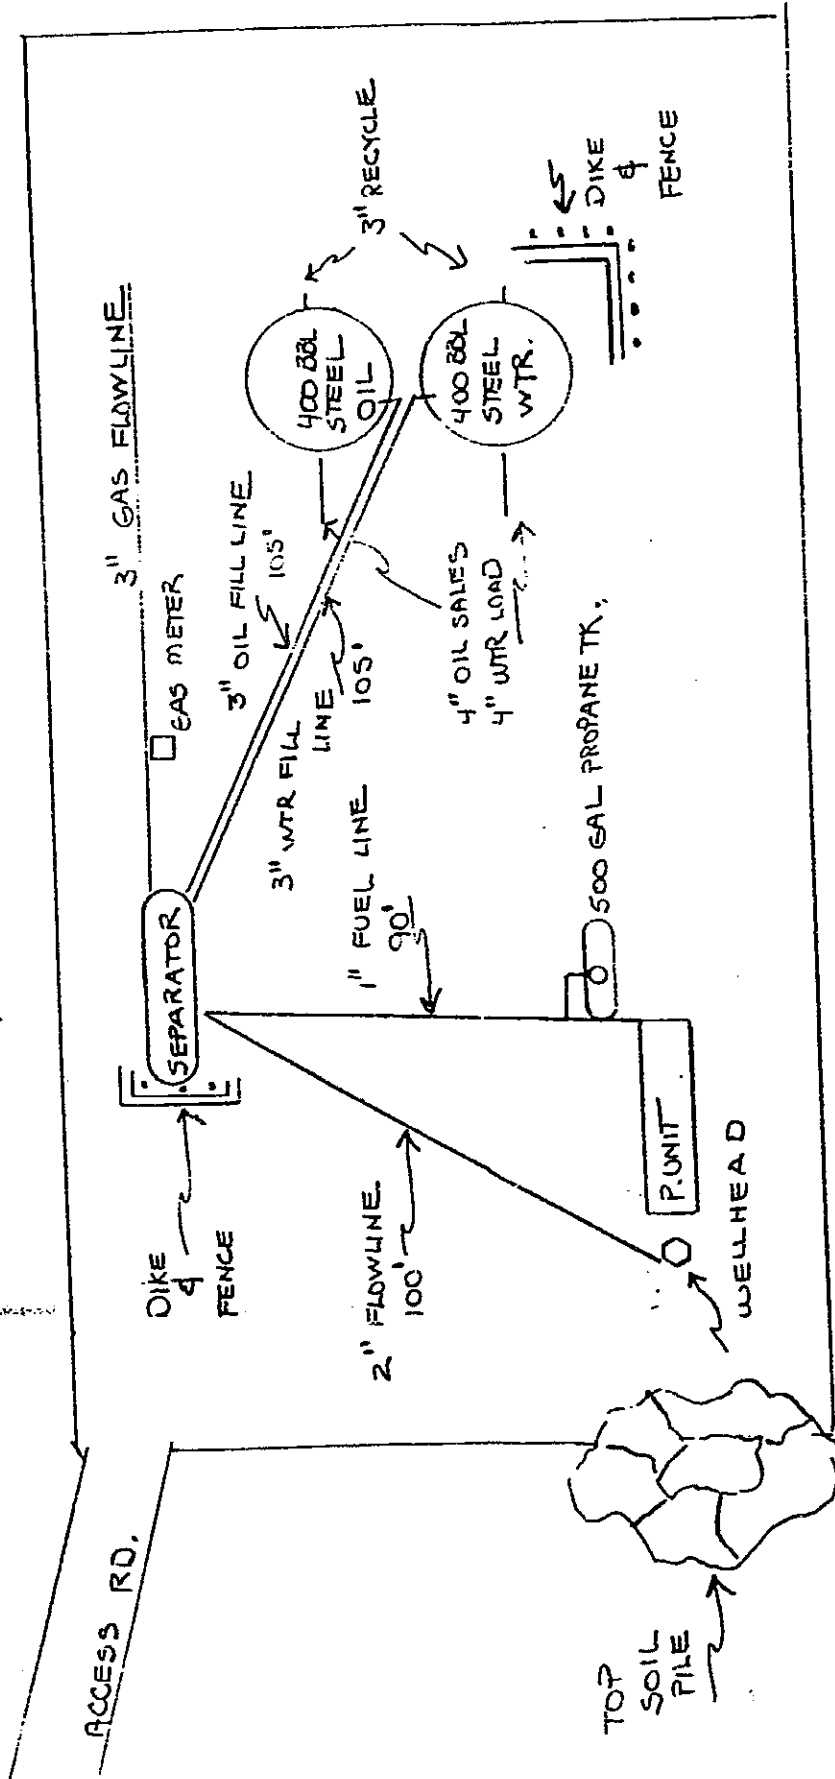 ACCESS RD.
TOP
SOIL
PILE
DIKE
&
FENCE
SEPARATOR
2" FLOWLINE
100'
WELLHEAD
P.UNIT
1" FUEL LINE
90'
500 GAL PROPANE TK.
GAS METER
3" GAS FLOWLINE
3" OIL FILL LINE
105'
3" WTR FILL
LINE
105'
4" OIL SALES
4" WTR LOAD
400 BBL
STEEL
OIL
400 BBL
STEEL
WTR.
3" RECYCLE
DIKE
&
FENCE